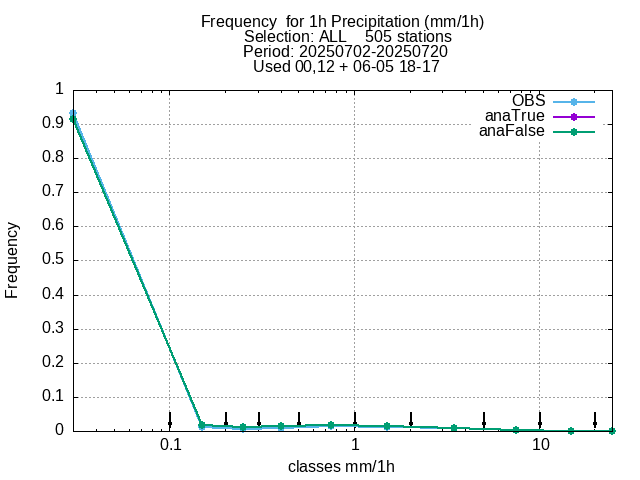 Frequency  for 1h Precipitation (mm/1h)
Selection: ALL    505 stations
Period: 20250702-20250720
Used 00,12 + 06-05 18-17
OBS
anaTrue
anaFalse
1
0.9
0.8
0.7
0.6
0.5
0.4
0.3
0.2
0.1
0
Frequency
0.1
1
10
classes mm/1h